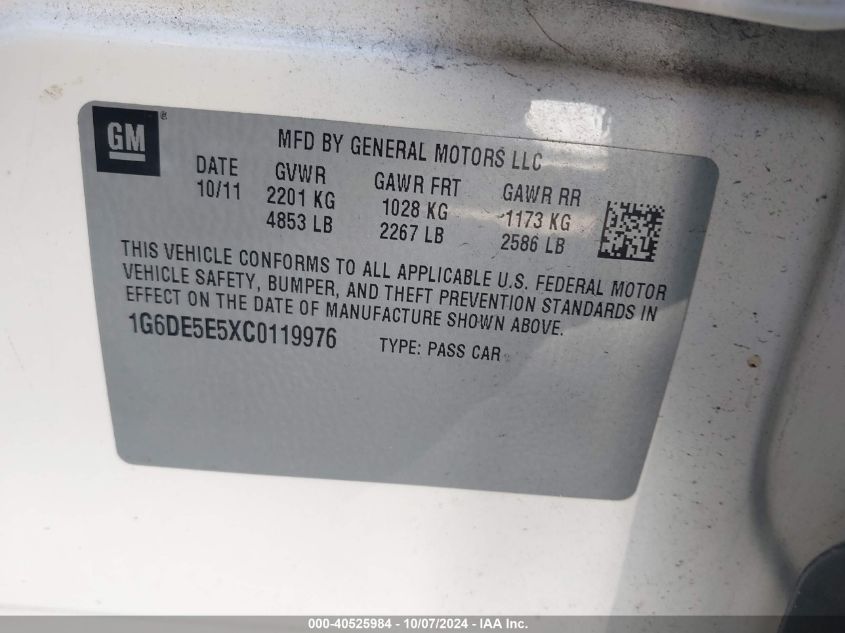 GM ®
MFD BY GENERAL MOTORS LLC
DATE GVWR GAWR FRT GAWR RR
10/11 2201 KG 1028 KG 1173 KG
4853 LB 2267 LB 2586 LB
THIS VEHICLE CONFORMS TO ALL APPLICABLE U.S. FEDERAL MOTOR
VEHICLE SAFETY, BUMPER, AND THEFT PREVENTION STANDARDS IN
EFFECT ON THE DATE OF MANUFACTURE SHOWN ABOVE.
1G6DE5E5XC0119976 TYPE: PASS CAR
000-40525984 - 10/07/2024 - IAA Inc.